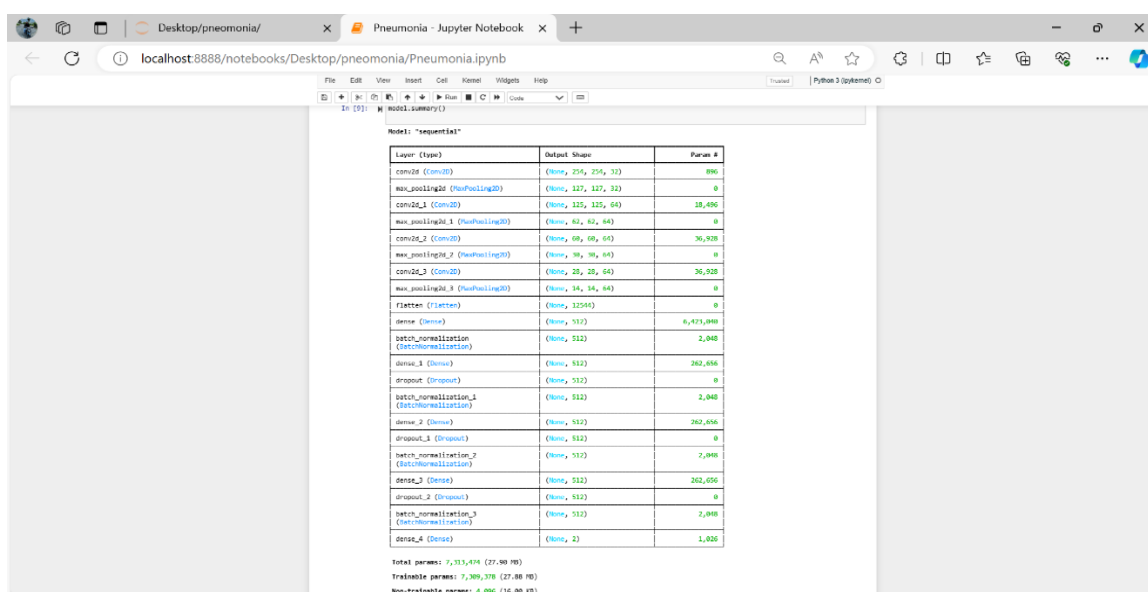 Desktop/pneomonia/ Pneumonia - Jupyter Notebook
localhost:8888/notebooks/Desktop/pneomonia/Pneumonia.ipynb
File Edit View Insert Cell Kernel Widgets Help Trusted Python 3 (ipykernel)
Run Code
In [9]: model.summary()
Model: "sequential"
Layer (type) Output Shape Param #
conv2d (Conv2D) (None, 254, 254, 32) 896
max_pooling2d (MaxPooling2D) (None, 127, 127, 32) 0
conv2d_1 (Conv2D) (None, 125, 125, 64) 18,496
max_pooling2d_1 (MaxPooling2D) (None, 62, 62, 64) 0
conv2d_2 (Conv2D) (None, 60, 60, 64) 36,928
max_pooling2d_2 (MaxPooling2D) (None, 30, 30, 64) 0
conv2d_3 (Conv2D) (None, 28, 28, 64) 36,928
max_pooling2d_3 (MaxPooling2D) (None, 14, 14, 64) 0
flatten (Flatten) (None, 12544) 0
dense (Dense) (None, 512) 6,423,040
batch_normalization (None, 512) 2,048
(BatchNormalization)
dense_1 (Dense) (None, 512) 262,656
dropout (Dropout) (None, 512) 0
batch_normalization_1 (None, 512) 2,048
(BatchNormalization)
dense_2 (Dense) (None, 512) 262,656
dropout_1 (Dropout) (None, 512) 0
batch_normalization_2 (None, 512) 2,048
(BatchNormalization)
dense_3 (Dense) (None, 512) 262,656
dropout_2 (Dropout) (None, 512) 0
batch_normalization_3 (None, 512) 2,048
(BatchNormalization)
dense_4 (Dense) (None, 2) 1,026
Total params: 7,313,474 (27.90 MB)
Trainable params: 7,309,378 (27.88 MB)
Non-trainable params: 4,096 (16.00 KB)